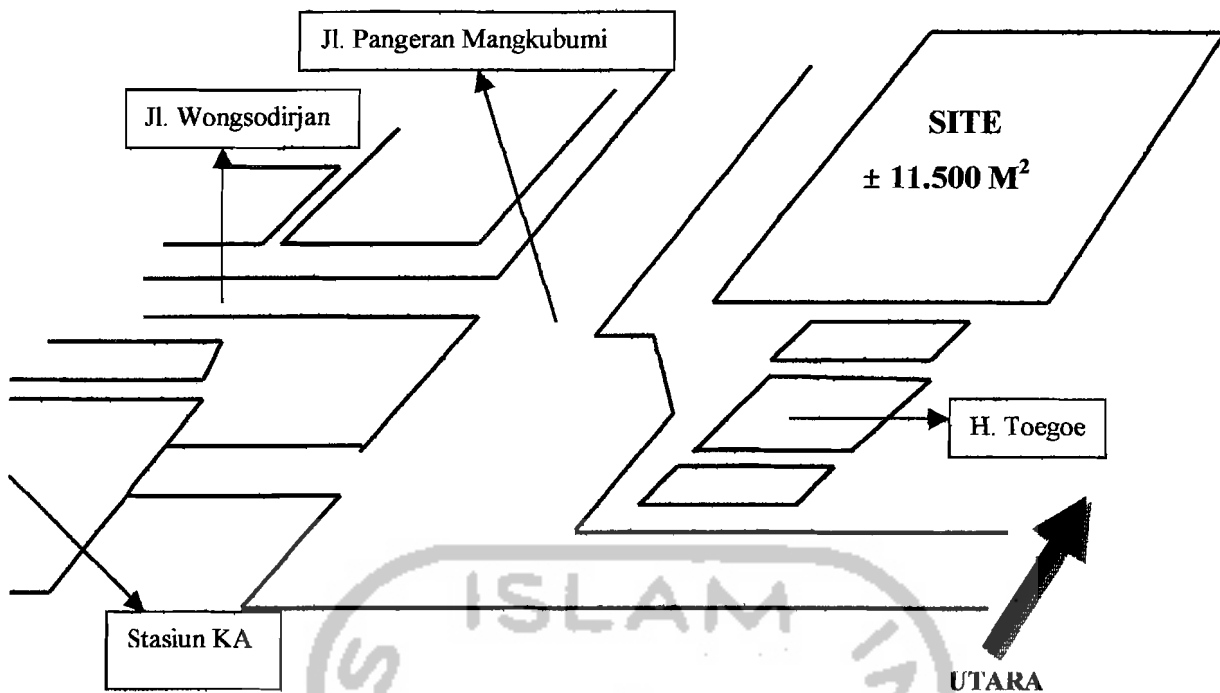 Jl. Pangeran Mangkubumi
Jl. Wongsodirjan
SITE
± 11.500 M²
H. Toegoe
Stasiun KA
UTARA
ISLAM